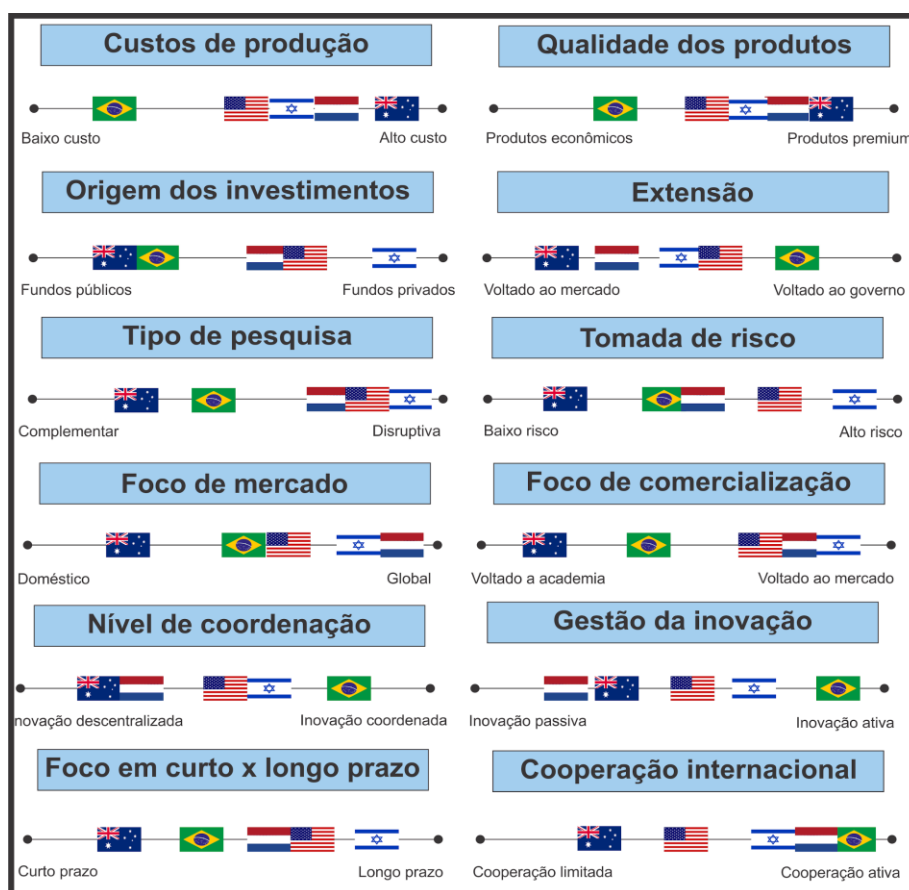 Custos de produção
Baixo custo
Alto custo
Qualidade dos produtos
Produtos econômicos
Produtos premium
Origem dos investimentos
Fundos públicos
Fundos privados
Extensão
Voltado ao mercado
Voltado ao governo
Tipo de pesquisa
Complementar
Disruptiva
Tomada de risco
Baixo risco
Alto risco
Foco de mercado
Doméstico
Global
Foco de comercialização
Voltado a academia
Voltado ao mercado
Nível de coordenação
novação descentralizada
Inovação coordenada
Gestão da inovação
Inovação passiva
Inovação ativa
Foco em curto x longo prazo
Curto prazo
Longo prazo
Cooperação internacional
Cooperação limitada
Cooperação ativa